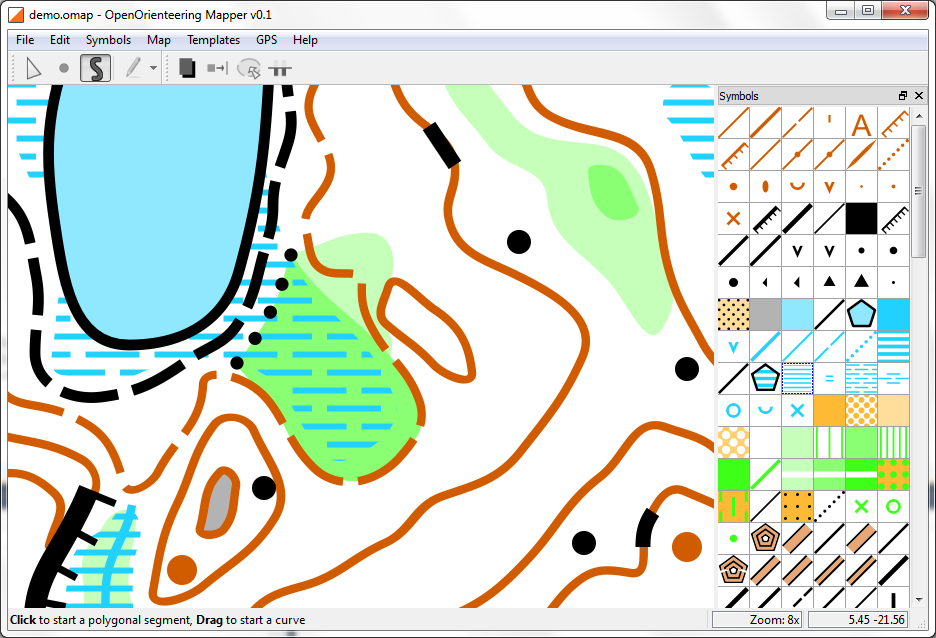 demo.omap - OpenOrienteering Mapper v0.1
File Edit Symbols Map Templates GPS Help
Symbols
Click to start a polygonal segment, Drag to start a curve
Zoom: 8x
5.45 -21.56